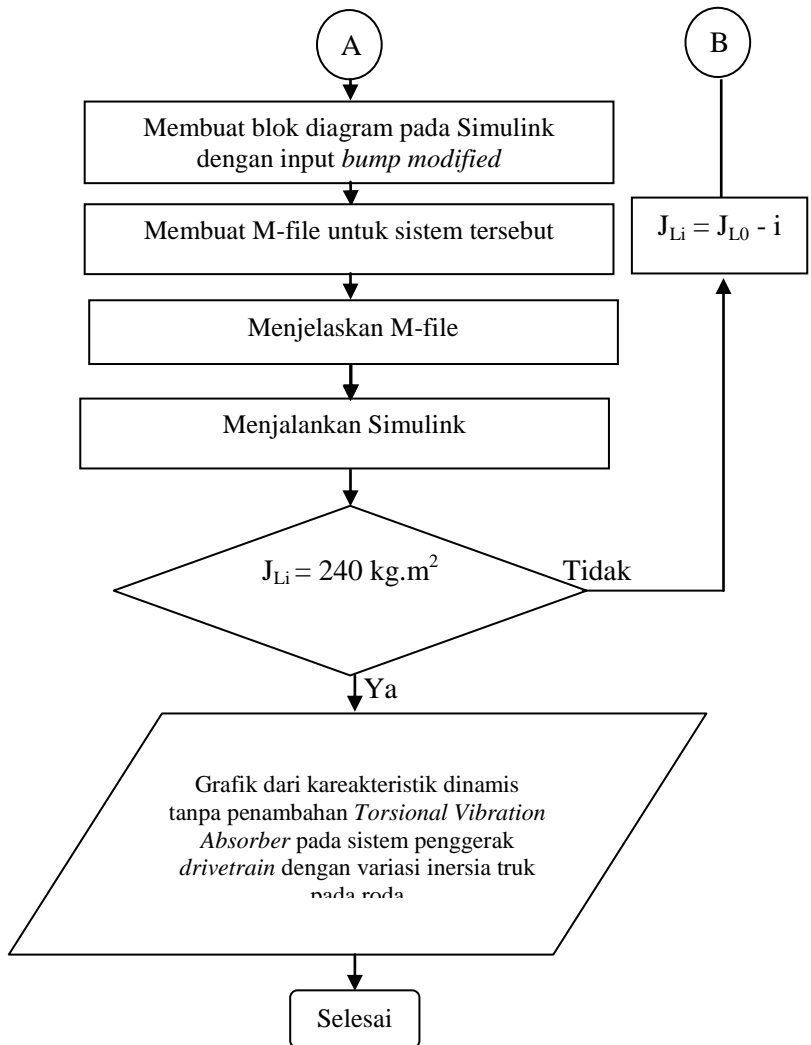 A
B
Membuat blok diagram pada Simulink
dengan input bump modified
Membuat M-file untuk sistem tersebut
J_Li = J_L0 - i
Menjelaskan M-file
Menjalankan Simulink
J_Li = 240 kg.m²
Tidak
Ya
Grafik dari kareakteristik dinamis
tanpa penambahan Torsional Vibration
Absorber pada sistem penggerak
drivetrain dengan variasi inersia truk
pada roda
Selesai